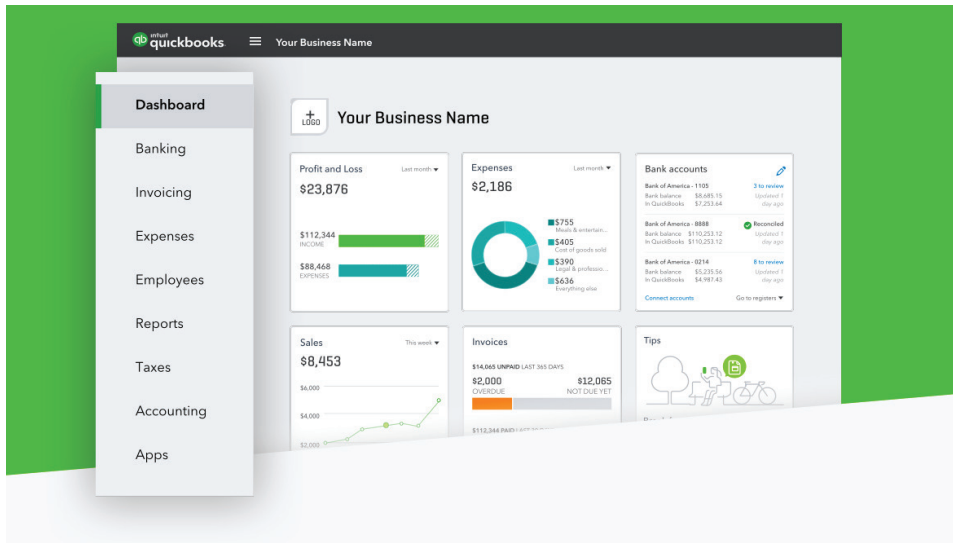 intuit
quickbooks
Your Business Name
Dashboard
Banking
Invoicing
Expenses
Employees
Reports
Taxes
Accounting
Apps
+
LOGO
Your Business Name
Profit and Loss
Last month
$23,876
$112,344
INCOME
$88,468
EXPENSES
Expenses
Last month
$2,186
$755
Meals & entertain...
$405
Cost of goods sold
$390
Legal & professio...
$636
Everything else
Bank accounts
Bank of America - 1105 3 to review
Bank balance $8,685.15 Updated 1
In QuickBooks $7,253.64 day ago
Bank of America - 8888 Reconciled
Bank balance $110,253.12 Updated 1
In QuickBooks $110,253.12 day ago
Bank of America - 0214 8 to review
Bank balance $5,235.56 Updated 1
In QuickBooks $4,987.43 day ago
Connect accounts Go to registers
Sales
This week
$8,453
$6,000
$4,000
$2,000
Invoices
$14,065 UNPAID LAST 365 DAYS
$2,000 $12,065
OVERDUE NOT DUE YET
$112,344 PAID
Tips